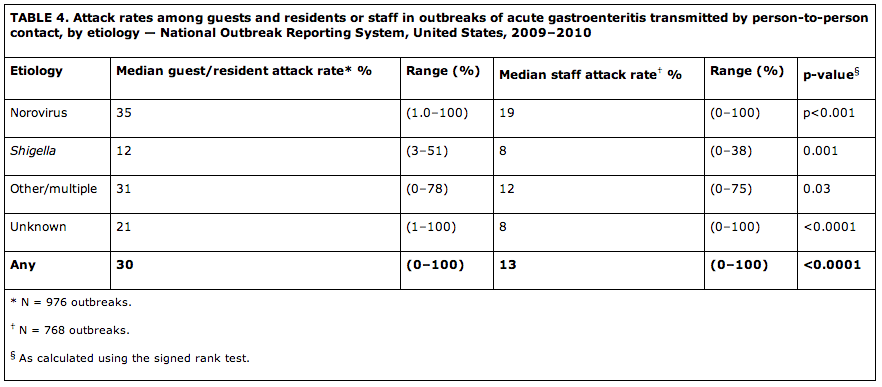 TABLE 4. Attack rates among guests and residents or staff in outbreaks of acute gastroenteritis transmitted by person-to-person
contact, by etiology — National Outbreak Reporting System, United States, 2009–2010
Etiology Median guest/resident attack rate* % Range (%) Median staff attack rate† % Range (%) p-value§
Norovirus 35 (1.0–100) 19 (0–100) p<0.001
Shigella 12 (3–51) 8 (0–38) 0.001
Other/multiple 31 (0–78) 12 (0–75) 0.03
Unknown 21 (1–100) 8 (0–100) <0.0001
Any 30 (0–100) 13 (0–100) <0.0001
* N = 976 outbreaks.
† N = 768 outbreaks.
§ As calculated using the signed rank test.